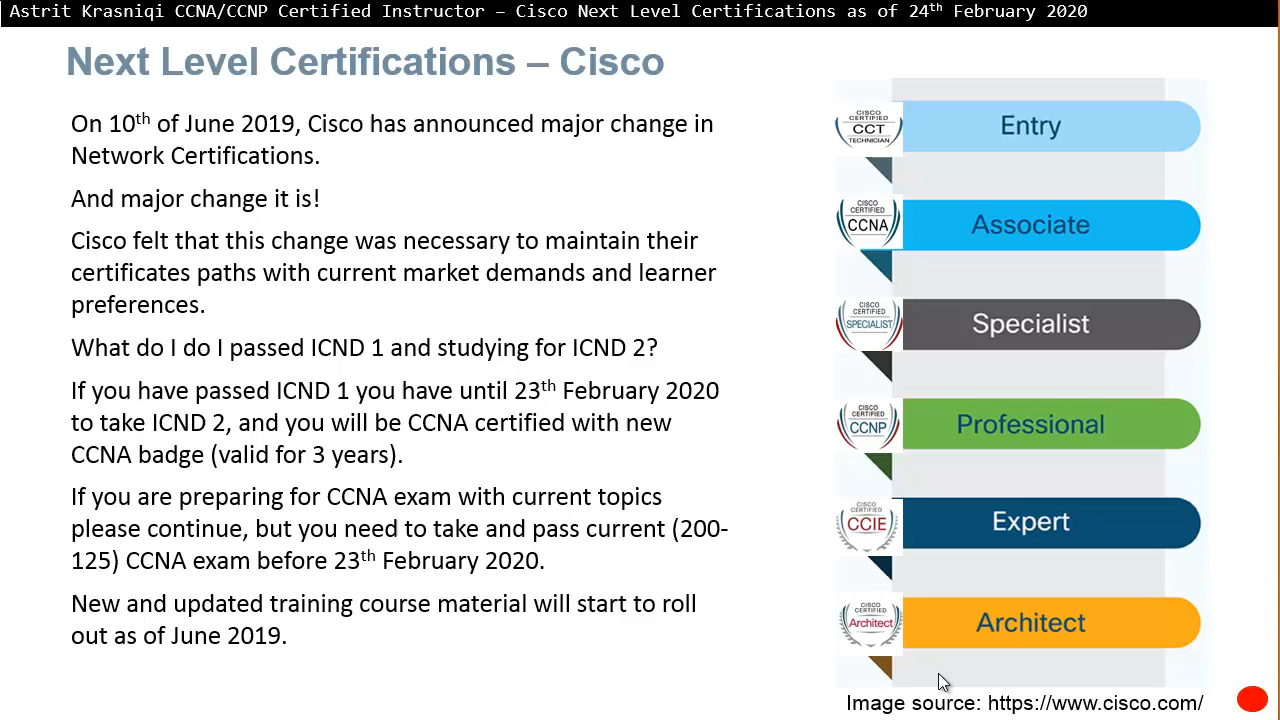 Astrit Krasniqi CCNA/CCNP Certified Instructor – Cisco Next Level Certifications as of 24th February 2020
Next Level Certifications – Cisco
On 10th of June 2019, Cisco has announced major change in
Network Certifications.
And major change it is!
Cisco felt that this change was necessary to maintain their
certificates paths with current market demands and learner
preferences.
What do I do I passed ICND 1 and studying for ICND 2?
If you have passed ICND 1 you have until 23th February 2020
to take ICND 2, and you will be CCNA certified with new
CCNA badge (valid for 3 years).
If you are preparing for CCNA exam with current topics
please continue, but you need to take and pass current (200-
125) CCNA exam before 23th February 2020.
New and updated training course material will start to roll
out as of June 2019.
CISCO
CERTIFIED
CCT
TECHNICIAN
Entry
CISCO
CERTIFIED
CCNA
Associate
CISCO
CERTIFIED
SPECIALIST
Specialist
CISCO
CERTIFIED
CCNP
Professional
CISCO
CERTIFIED
CCIE
Expert
CISCO
CERTIFIED
Architect
Architect
Image source: https://www.cisco.com/